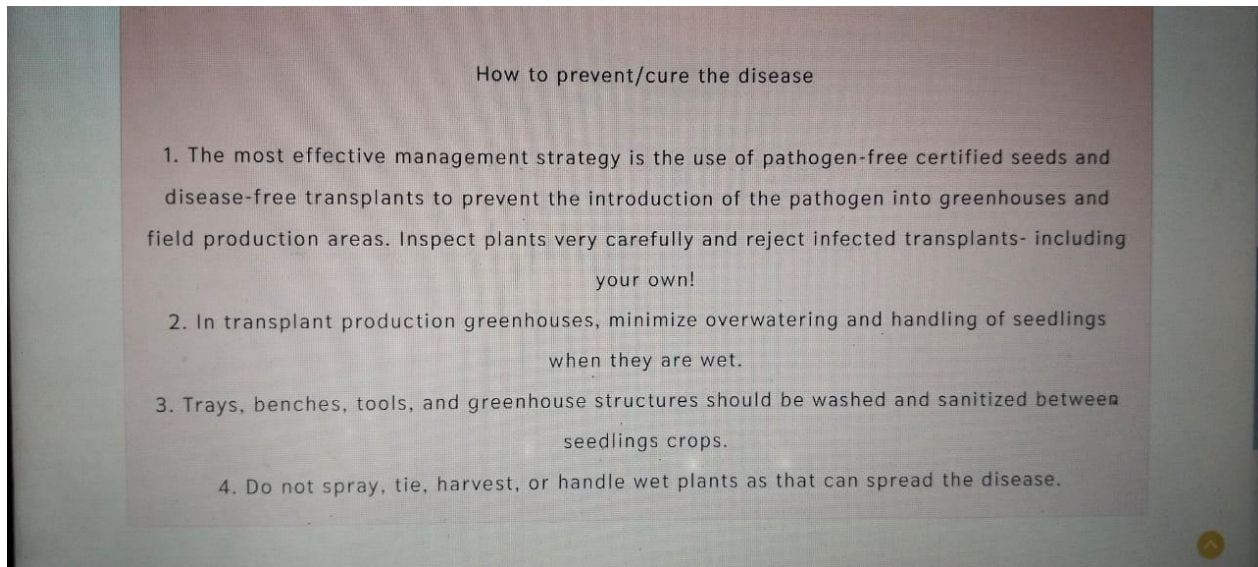 How to prevent/cure the disease
1. The most effective management strategy is the use of pathogen-free certified seeds and
disease-free transplants to prevent the introduction of the pathogen into greenhouses and
field production areas. Inspect plants very carefully and reject infected transplants- including
your own!
2. In transplant production greenhouses, minimize overwatering and handling of seedlings
when they are wet.
3. Trays, benches, tools, and greenhouse structures should be washed and sanitized between
seedlings crops.
4. Do not spray, tie, harvest, or handle wet plants as that can spread the disease.